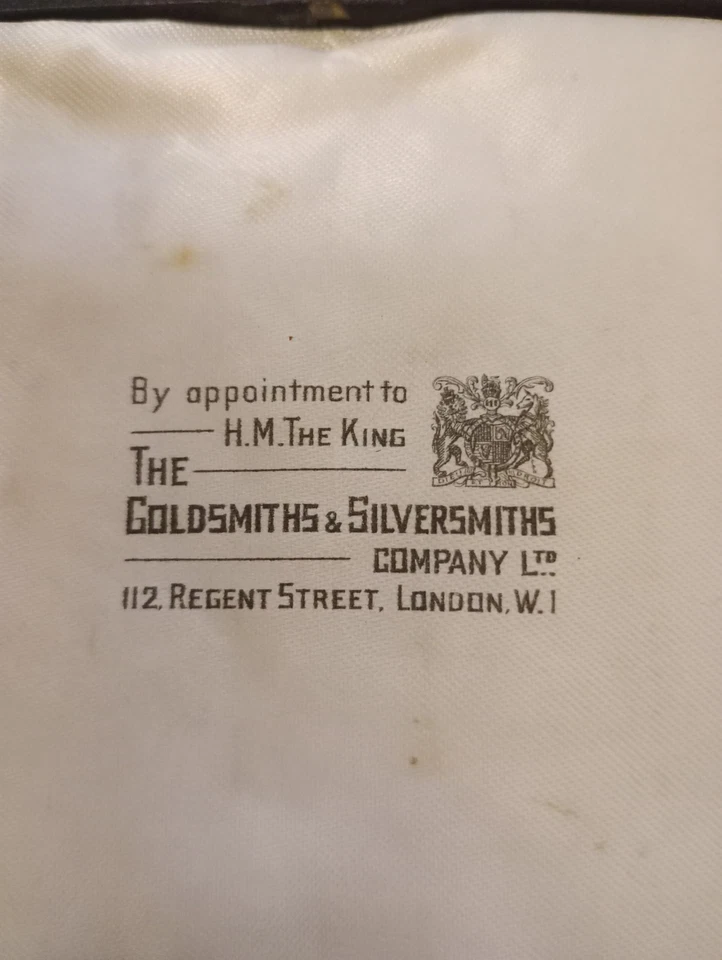 By appointment to
H.M. THE KING
THE
GOLDSMITHS & SILVERSMITHS
COMPANY LTD.
112, REGENT STREET, LONDON, W.1